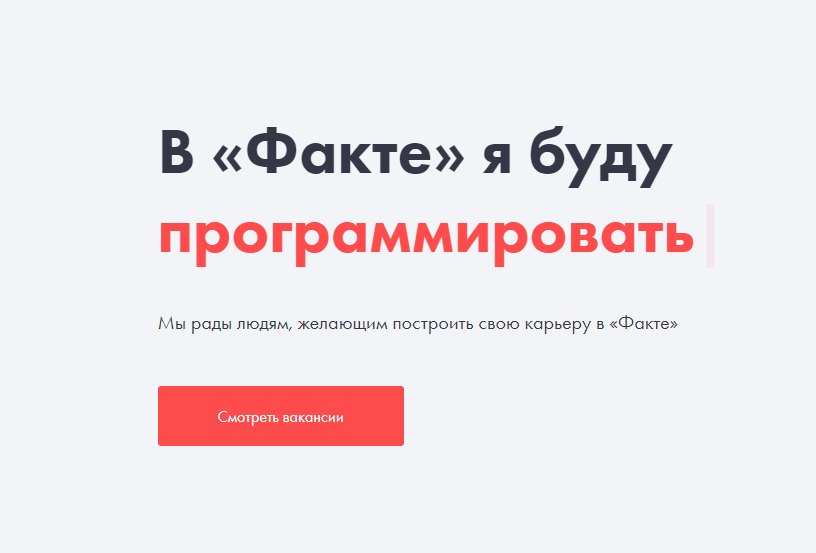 В «Факте» я буду
программировать
Мы рады людям, желающим построить свою карьеру в «Факте»
Смотреть вакансии